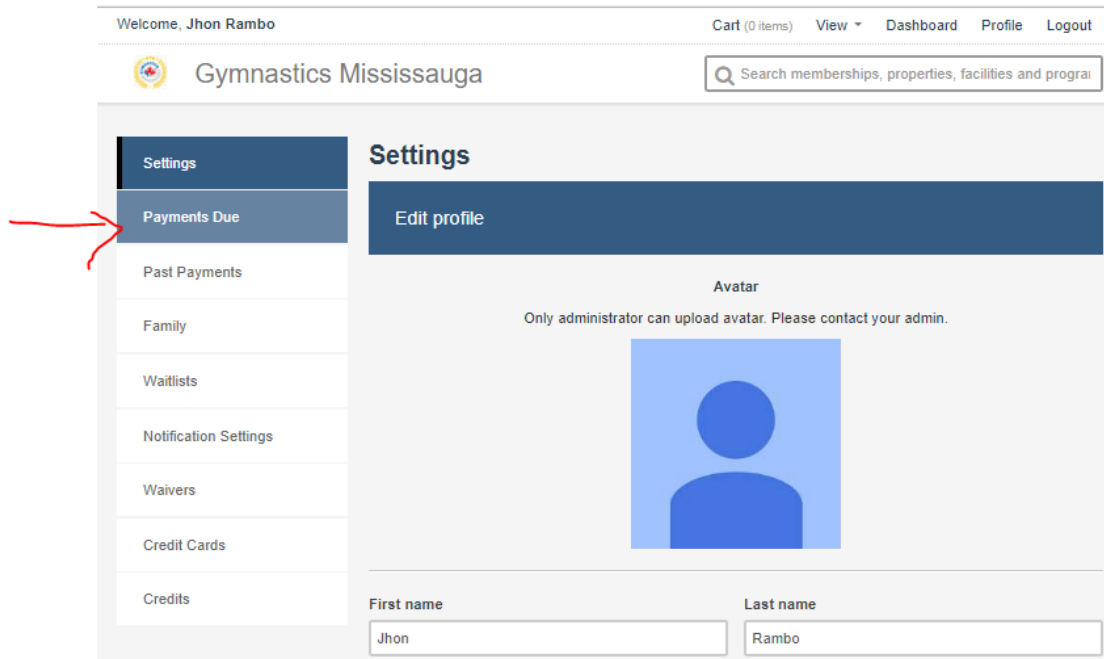 Welcome, Jhon Rambo
Cart (0 items) View Dashboard Profile Logout
Gymnastics Mississauga
Search memberships, properties, facilities and progra
Settings
Payments Due
Past Payments
Family
Waitlists
Notification Settings
Waivers
Credit Cards
Credits
Settings
Edit profile
Avatar
Only administrator can upload avatar. Please contact your admin.
First name
Last name
Jhon
Rambo